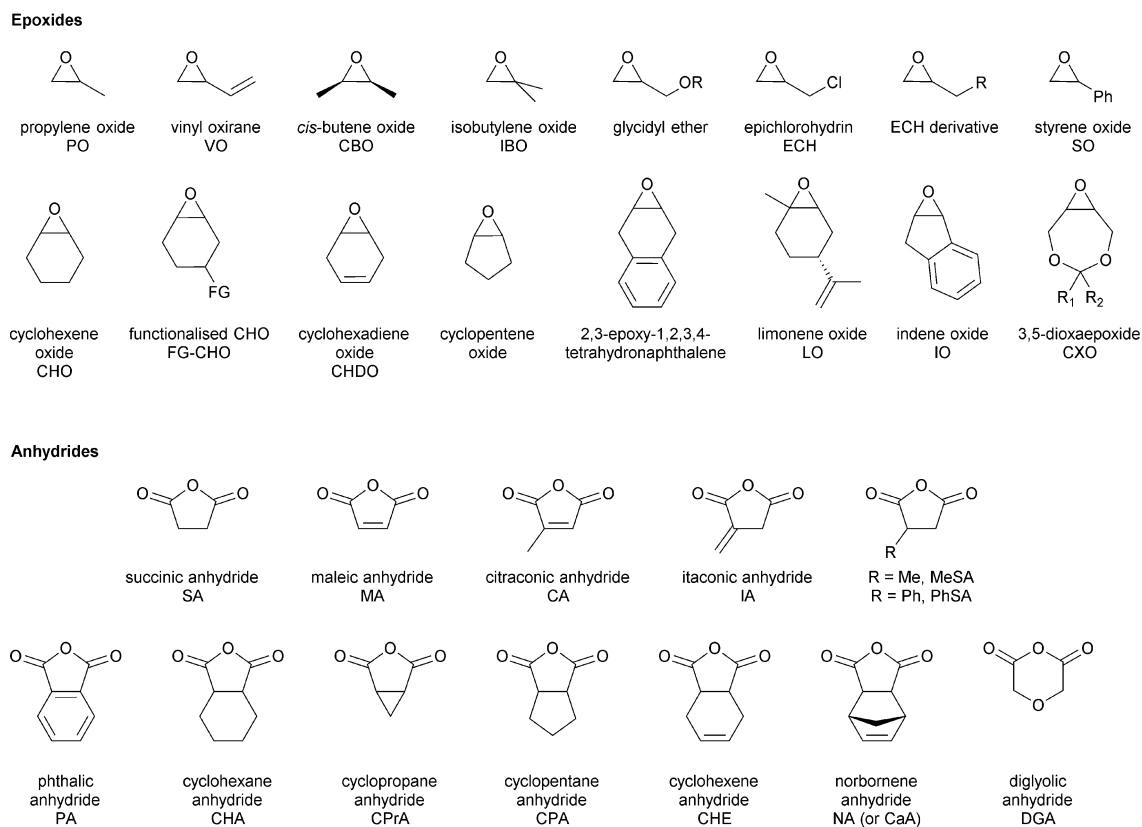 Epoxides
O O O O O O O O
OR Cl R Ph
propylene oxide vinyl oxirane cis-butene oxide isobutylene oxide glycidyl ether epichlorohydrin ECH derivative styrene oxide
PO VO CBO IBO ECH SO
O O O O O O O O
O O
FG R1 R2
cyclohexene functionalised CHO cyclohexadiene cyclopentene 2,3-epoxy-1,2,3,4- limonene oxide indene oxide 3,5-dioxaepoxide
oxide FG-CHO oxide oxide tetrahydronaphthalene LO IO CXO
CHO CHDO
Anhydrides
O O O O O O O O O O O O O O O
R
succinic anhydride maleic anhydride citraconic anhydride itaconic anhydride R = Me, MeSA
SA MA CA IA R = Ph, PhSA
O O O O O O O O O O O O O O O O O O O O O
O
phthalic cyclohexane cyclopropane cyclopentane cyclohexene norbornene diglyolic
anhydride anhydride anhydride anhydride anhydride anhydride anhydride
PA CHA CPrA CPA CHE NA (or CaA) DGA